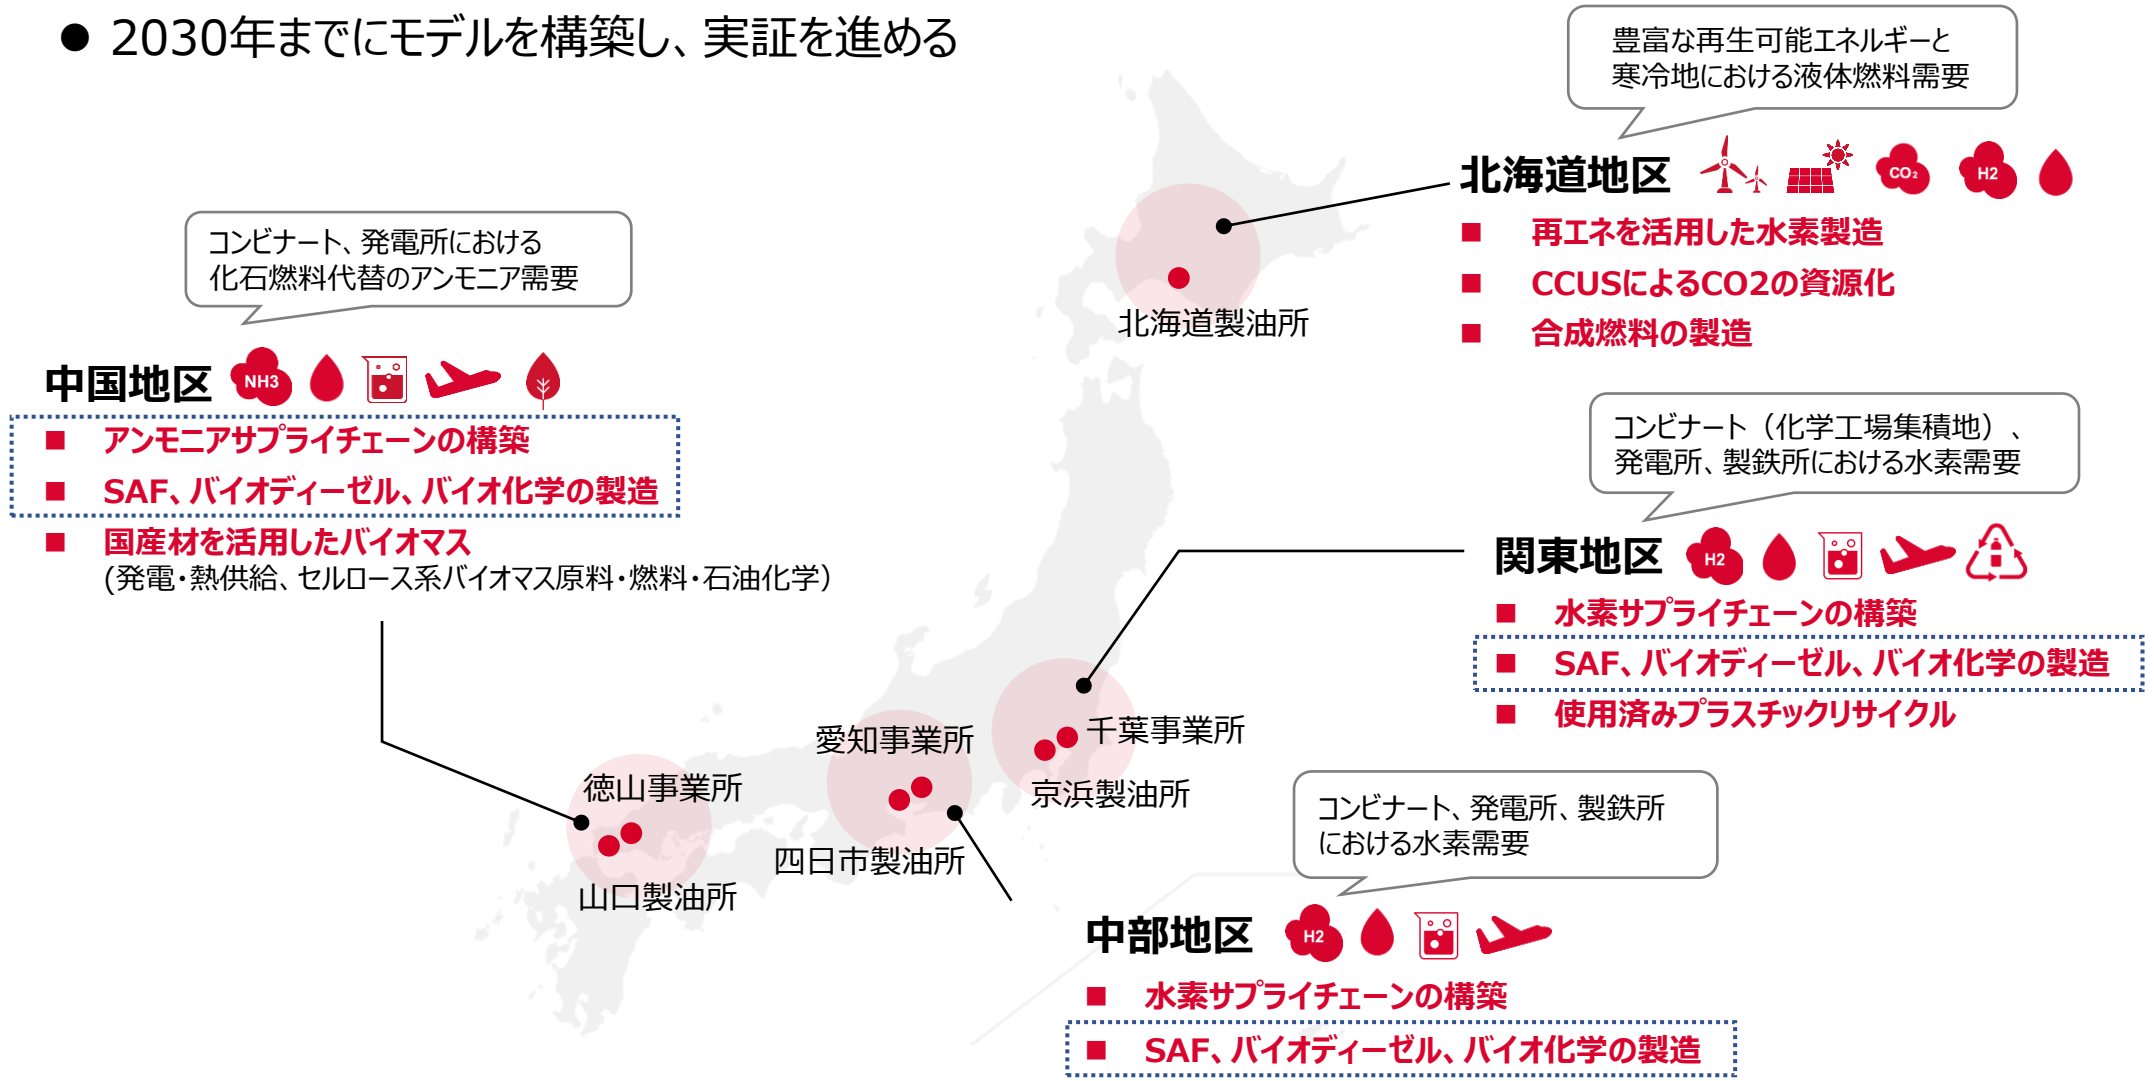 ● 2030年までにモデルを構築し、実証を進める
豊富な再生可能エネルギーと
寒冷地における液体燃料需要
北海道地区
CO₂
H2
■ 再エネを活用した水素製造
■ CCUSによるCO2の資源化
■ 合成燃料の製造
北海道製油所
コンビナート、発電所における
化石燃料代替のアンモニア需要
中国地区
NH3
■ アンモニアサプライチェーンの構築
■ SAF、バイオディーゼル、バイオ化学の製造
■ 国産材を活用したバイオマス
(発電・熱供給、セルロース系バイオマス原料・燃料・石油化学）
コンビナート（化学工場集積地）、
発電所、製鉄所における水素需要
関東地区
H2
■ 水素サプライチェーンの構築
■ SAF、バイオディーゼル、バイオ化学の製造
■ 使用済みプラスチックリサイクル
千葉事業所
京浜製油所
愛知事業所
四日市製油所
徳山事業所
山口製油所
コンビナート、発電所、製鉄所
における水素需要
中部地区
H2
■ 水素サプライチェーンの構築
■ SAF、バイオディーゼル、バイオ化学の製造